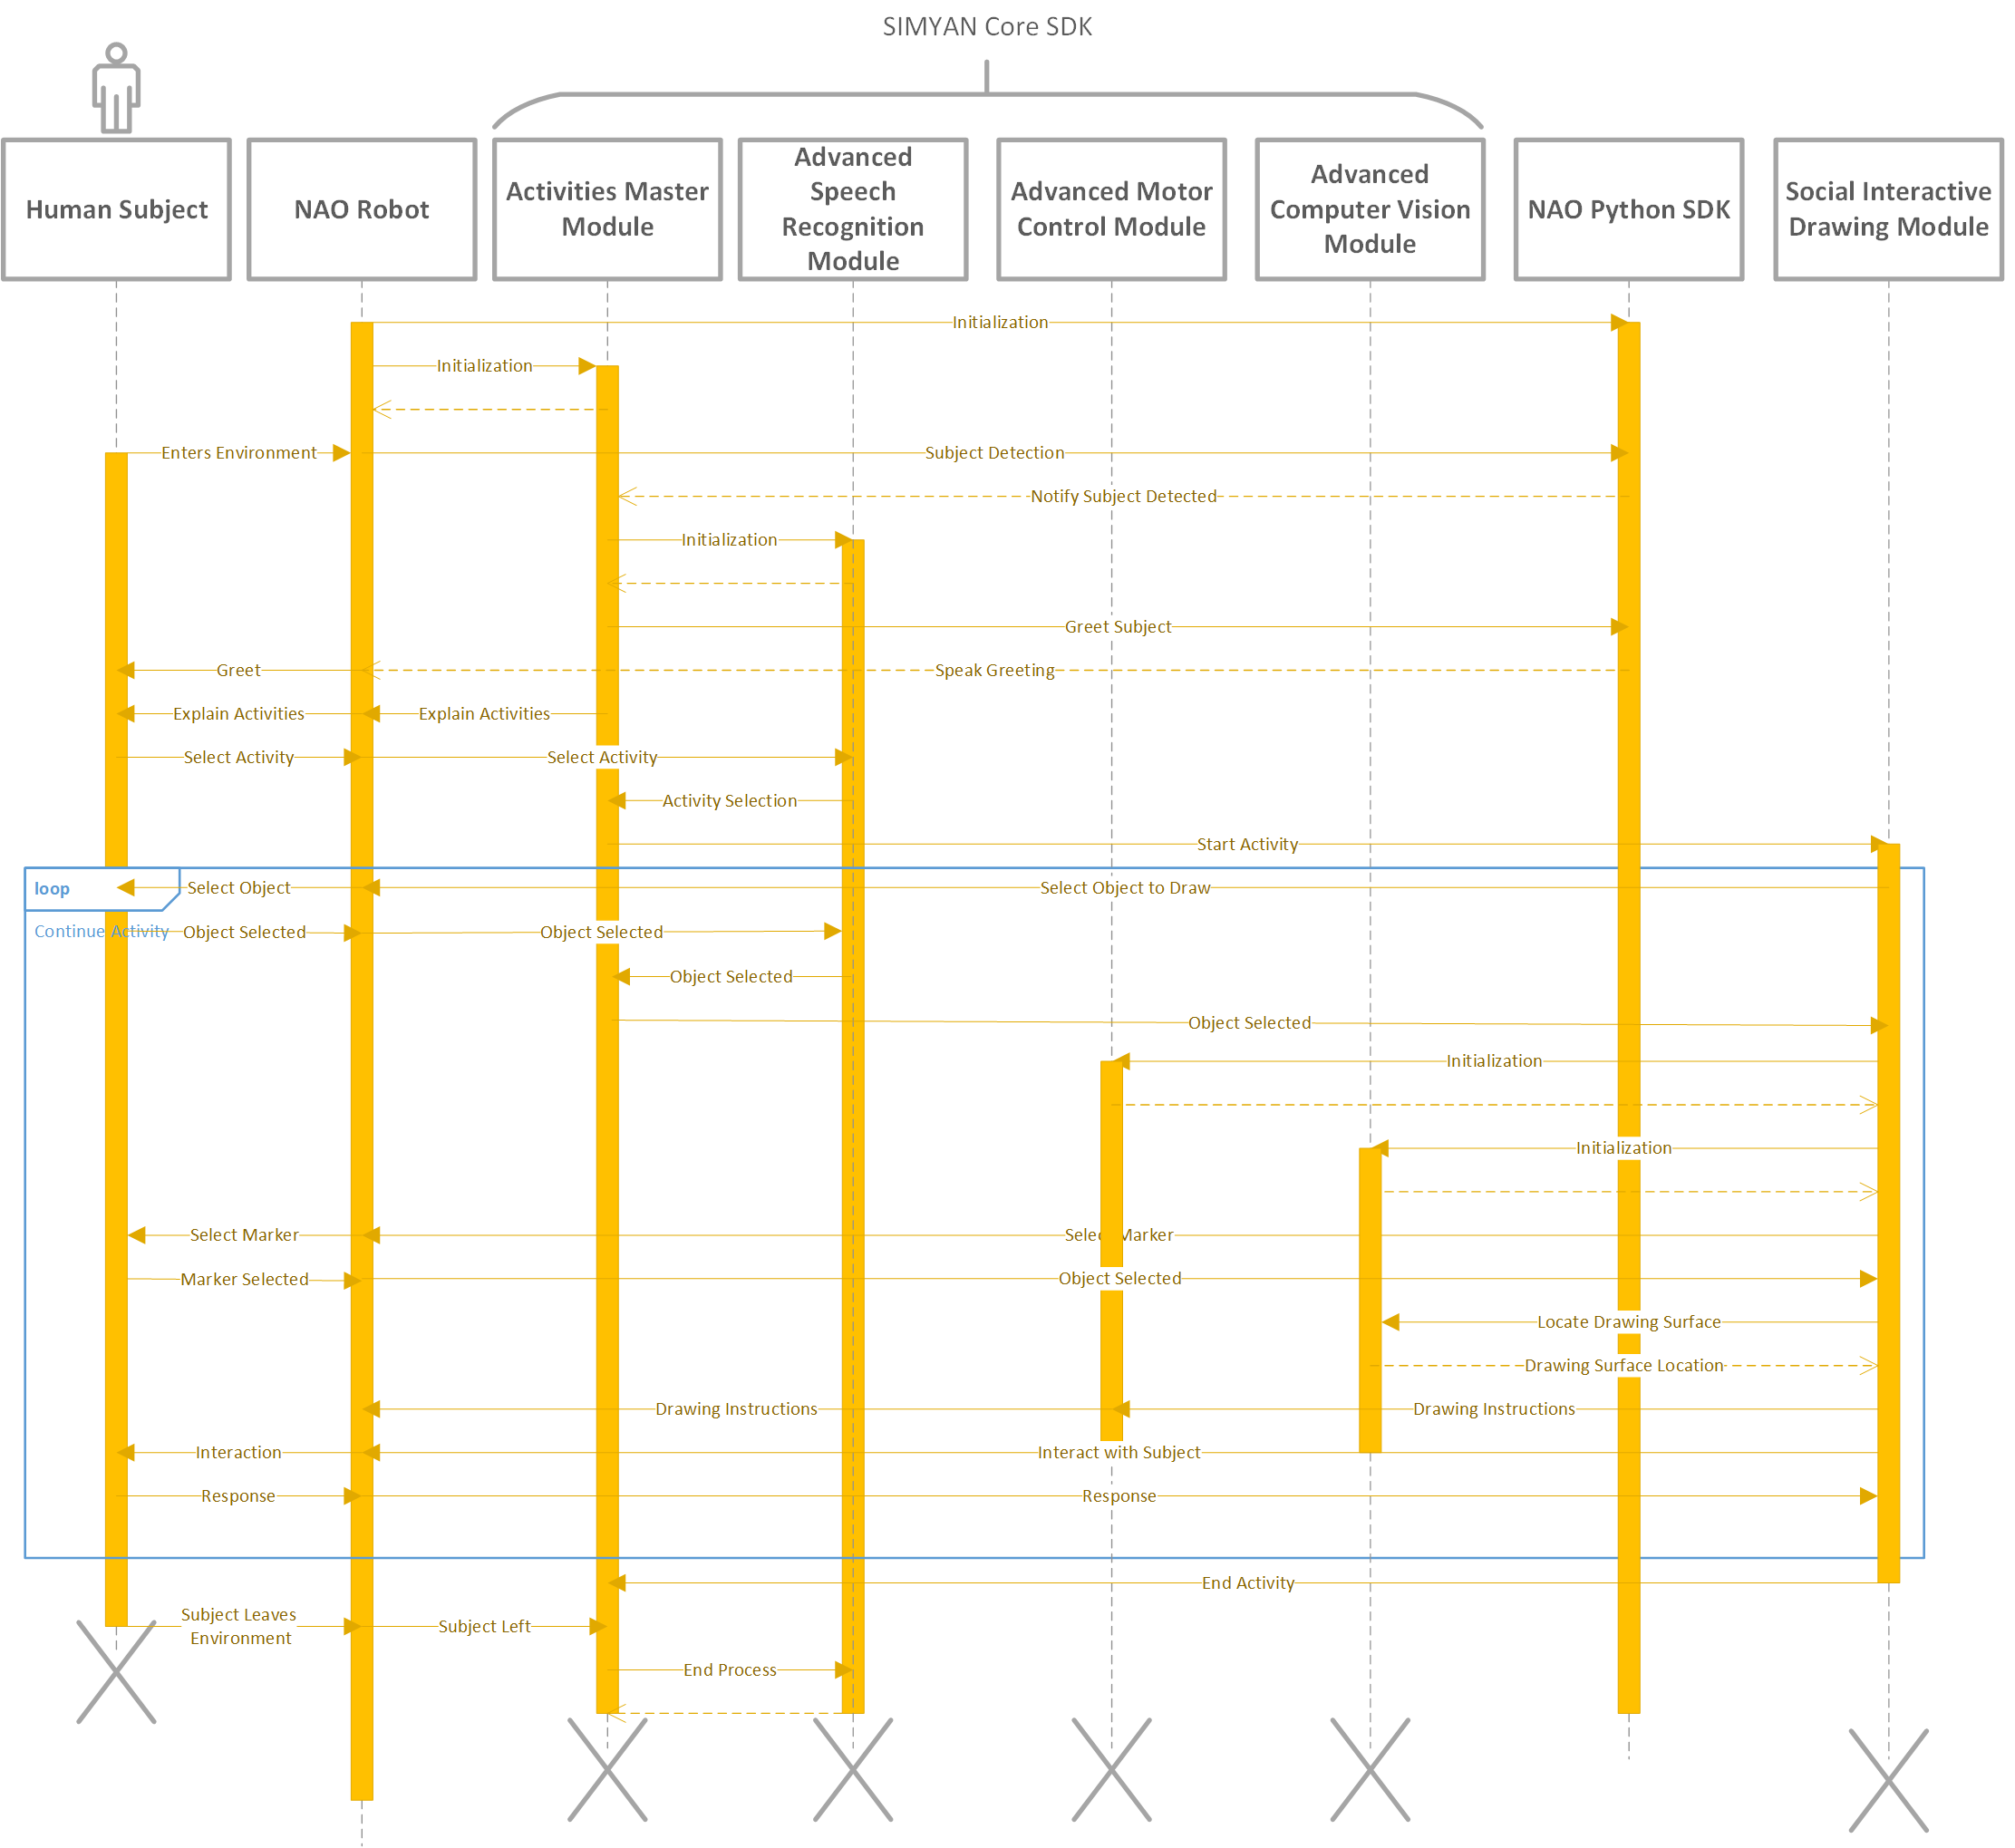 SIMYAN Core SDK
Human Subject
NAO Robot
Activities Master
Module
Advanced
Speech
Recognition
Module
Advanced Motor
Control Module
Advanced
Computer Vision
Module
NAO Python SDK
Social Interactive
Drawing Module
Initialization
Initialization
Enters Environment
Subject Detection
Notify Subject Detected
Initialization
Greet Subject
Greet
Speak Greeting
Explain Activities
Explain Activities
Select Activity
Select Activity
Activity Selection
Start Activity
loop
Select Object
Select Object to Draw
Continue Activity
Object Selected
Object Selected
Object Selected
Object Selected
Initialization
Initialization
Select Marker
Select Marker
Marker Selected
Object Selected
Locate Drawing Surface
Drawing Surface Location
Drawing Instructions
Drawing Instructions
Interaction
Interact with Subject
Response
Response
End Activity
Subject Leaves
Environment
Subject Left
End Process